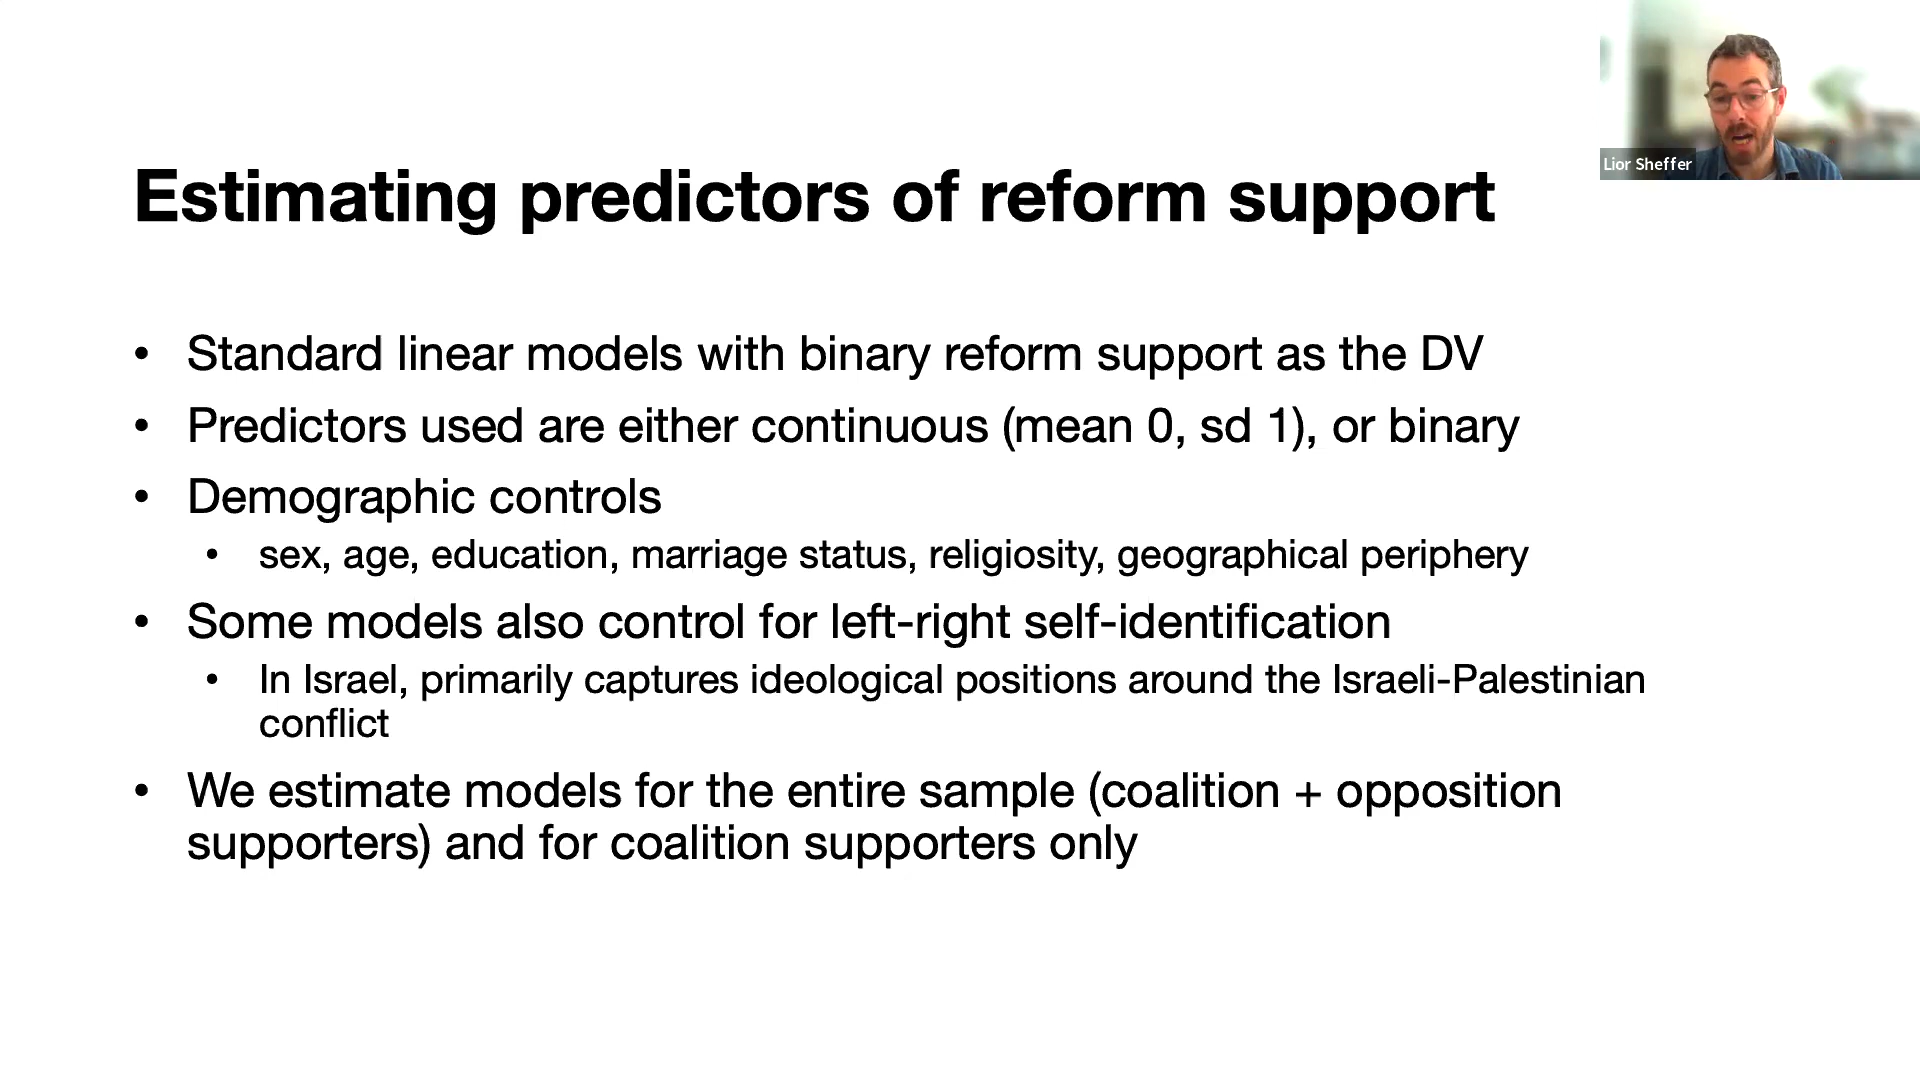 Lior Sheffer
Estimating predictors of reform support
• Standard linear models with binary reform support as the DV
• Predictors used are either continuous (mean 0, sd 1), or binary
• Demographic controls
• sex, age, education, marriage status, religiosity, geographical periphery
• Some models also control for left-right self-identification
• In Israel, primarily captures ideological positions around the Israeli-Palestinian
conflict
• We estimate models for the entire sample (coalition + opposition
supporters) and for coalition supporters only